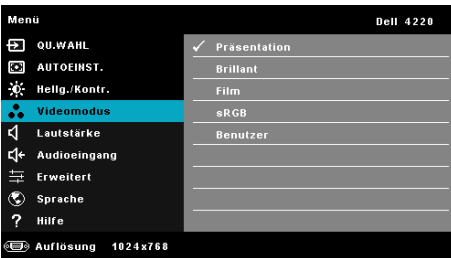 Menü Dell 4220
QU.WAHL
AUTOEINST.
Hellg./Kontr.
Videomodus
Lautstärke
Audioeingang
Erweitert
Sprache
Hilfe
✓ Präsentation
Brillant
Film
sRGB
Benutzer
Auflösung 1024x768